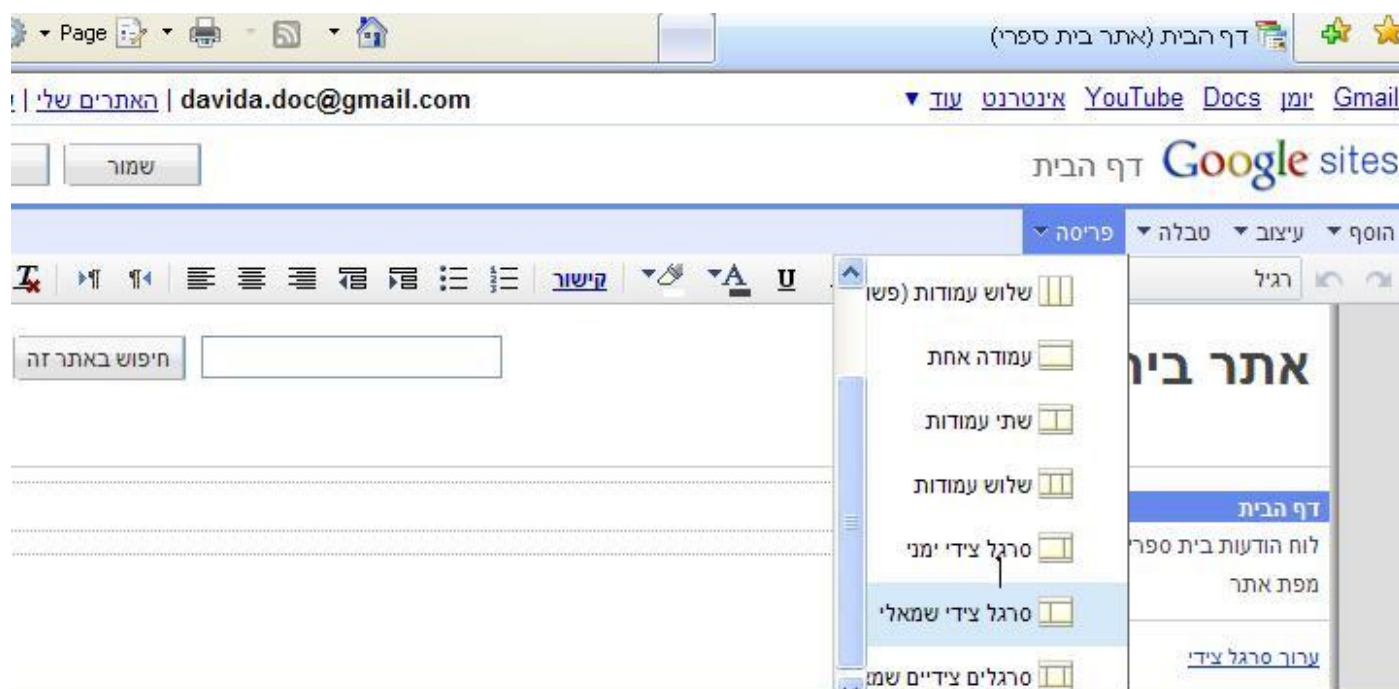 דף הבית (אתר בית ספרי)
Page
Gmail יומן Docs YouTube אינטרנט עוד ▼
davida.doc@gmail.com | האתרים שלי |
Google sites דף הבית
שמור
הוסף עיצוב טבלה פריסה
רגיל
U A קישור
שלוש עמודות (פשו
עמודה אחת
שתי עמודות
שלוש עמודות
סרגל צידי ימני
סרגל צידי שמאלי
סרגלים צידיים שמא
אתר בית
חיפוש באתר זה
דף הבית
לוח הודעות בית ספרי
מפת אתר
ערוך סרגל צידי